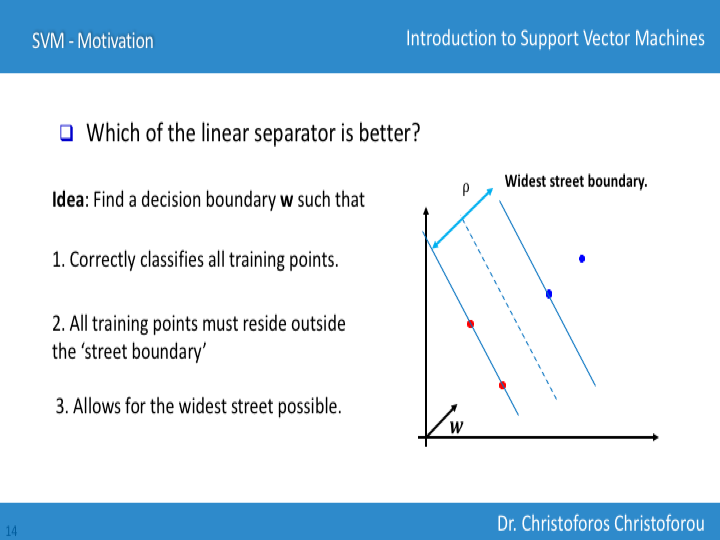 SVM - Motivation
Introduction to Support Vector Machines
❑ Which of the linear separator is better?
Idea: Find a decision boundary w such that
1. Correctly classifies all training points.
2. All training points must reside outside
the ‘street boundary’
3. Allows for the widest street possible.
ρ
Widest street boundary.
w
Dr. Christoforos Christoforou
14